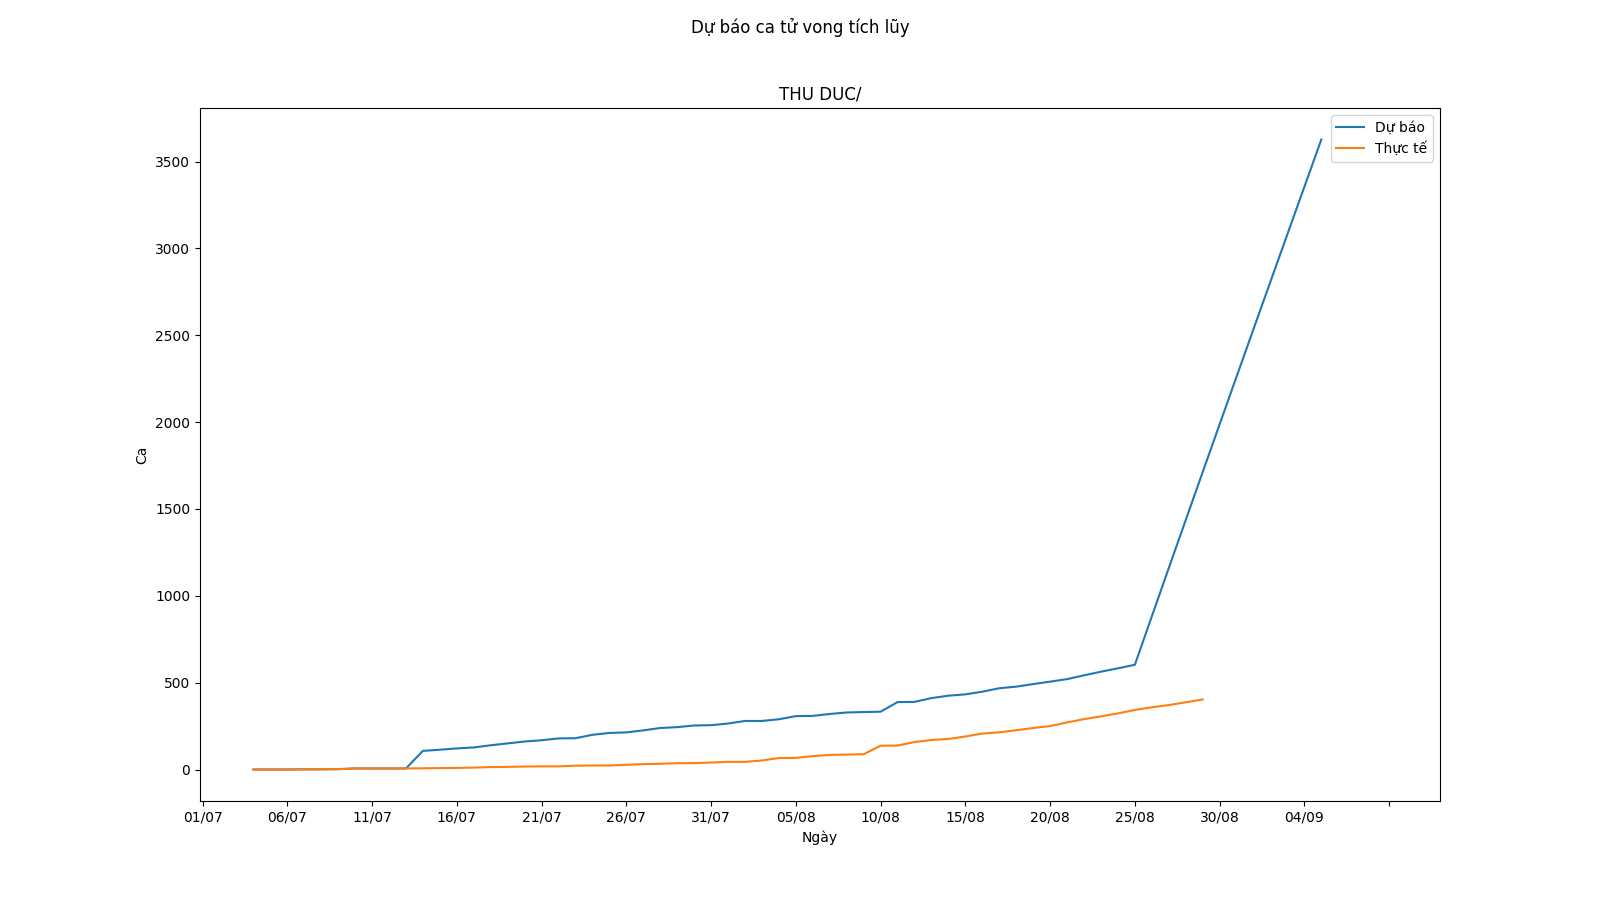 Dự báo ca tử vong tích lũy
THU DUC/
Dự báo
Thực tế
3500
3000
2500
2000
1500
1000
500
0
Ca
01/07 06/07 11/07 16/07 21/07 26/07 31/07 05/08 10/08 15/08 20/08 25/08 30/08 04/09
Ngày